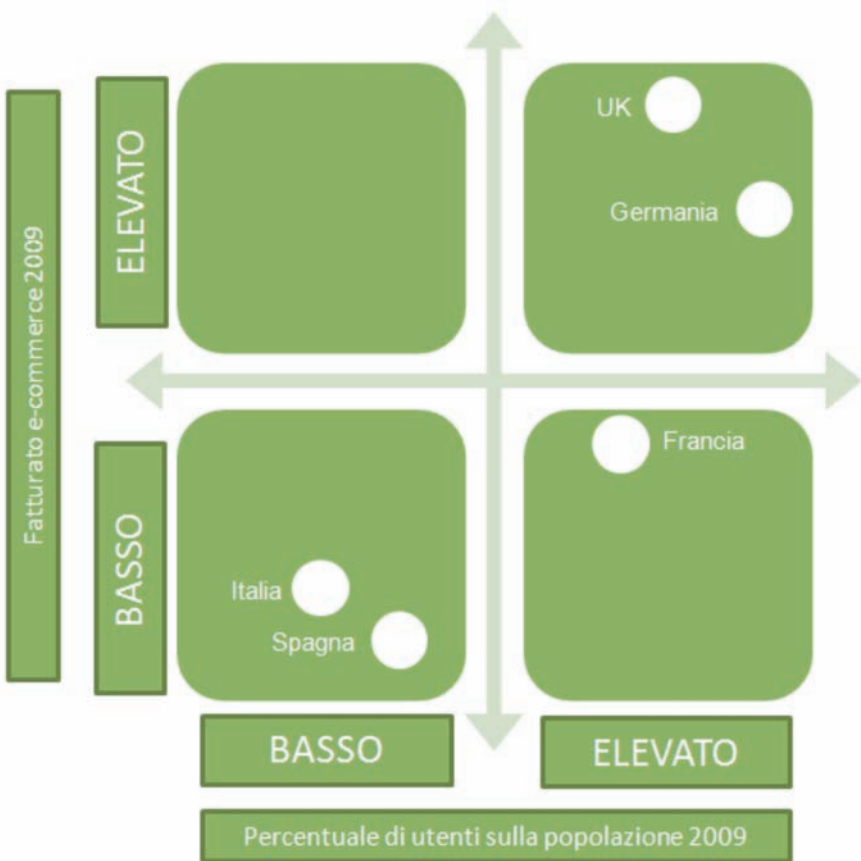 Fatturato e-commerce 2009
ELEVATO
BASSO
UK
Germania
Francia
Italia
Spagna
BASSO
ELEVATO
Percentuale di utenti sulla popolazione 2009